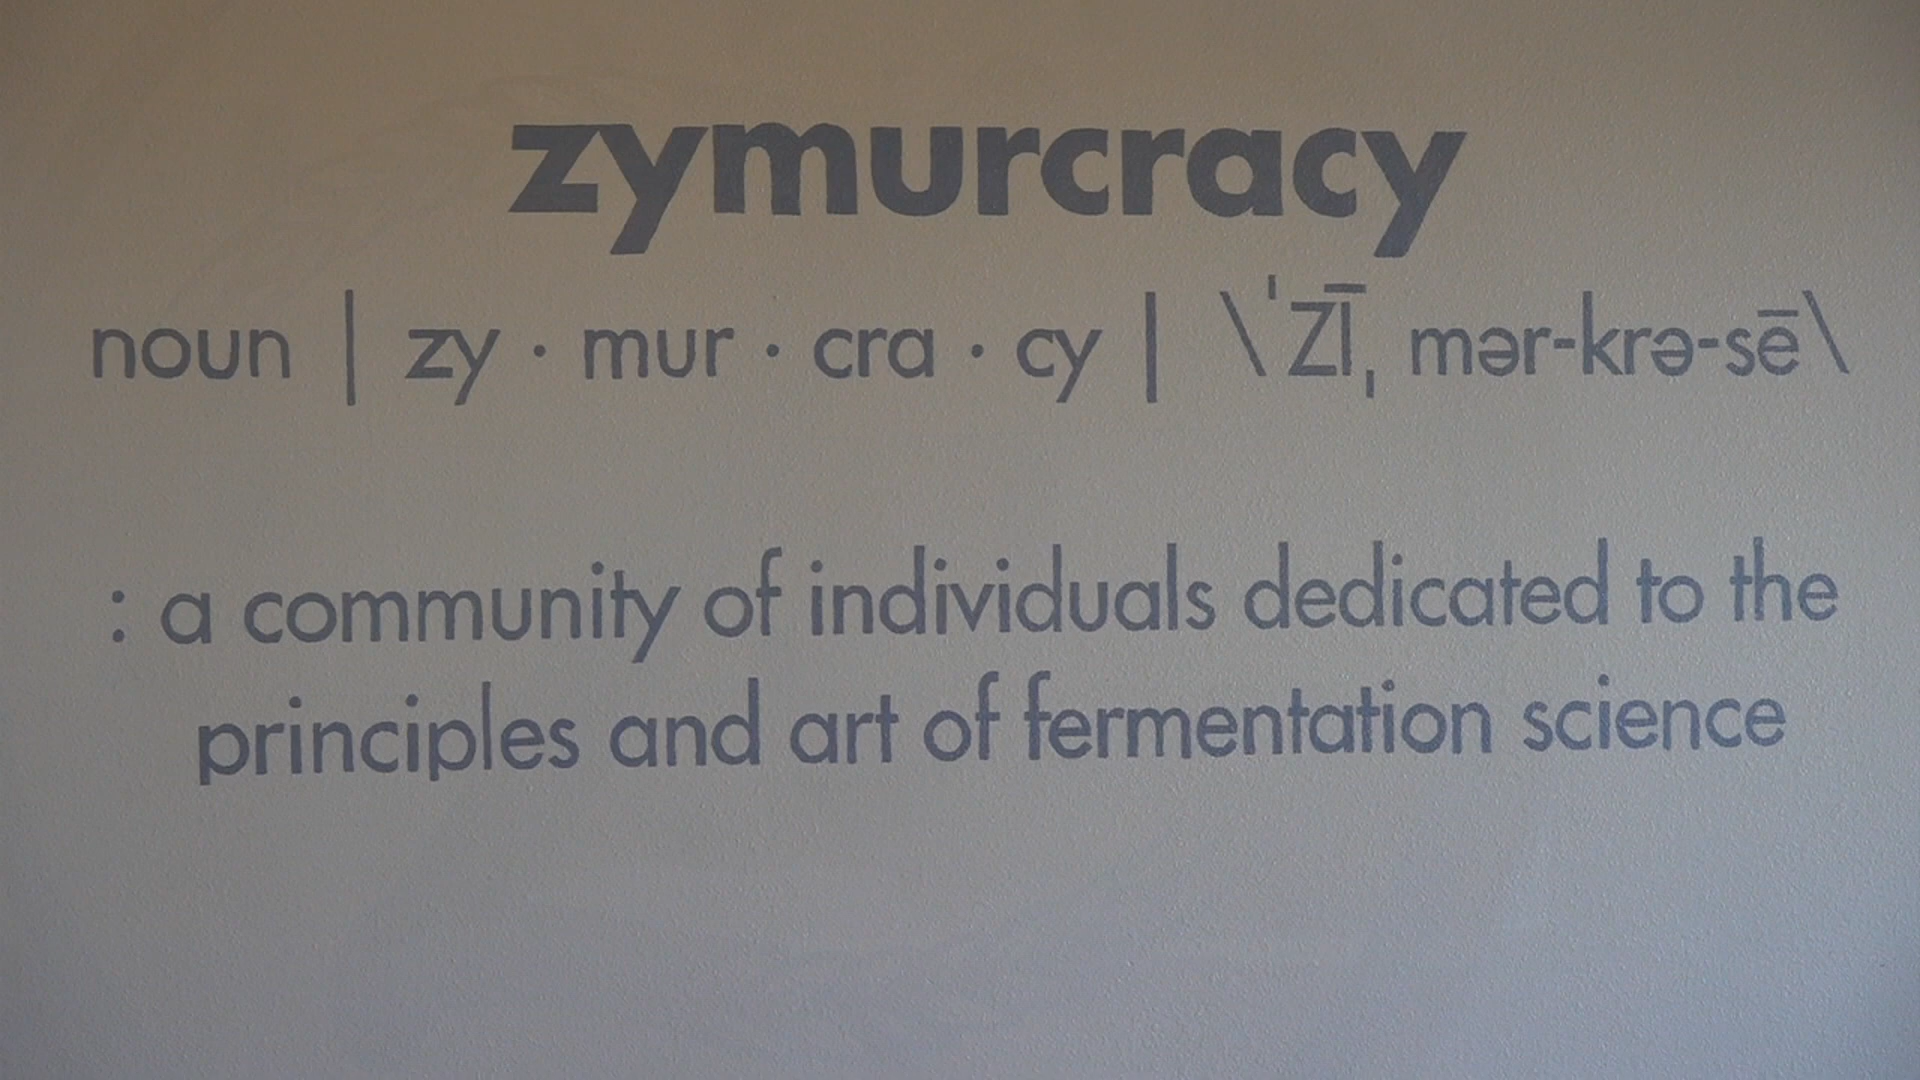 zymurcracy
noun | zy · mur · cra · cy | \ˈZīˌ mər-krə-sē\
: a community of individuals dedicated to the
principles and art of fermentation science